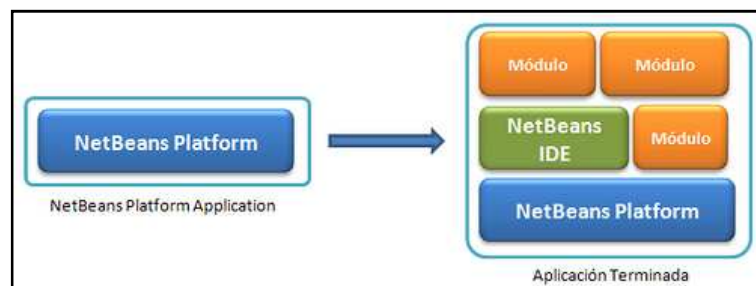 NetBeans Platform
NetBeans Platform Application
Módulo
Módulo
NetBeans
IDE
Módulo
NetBeans Platform
Aplicación Terminada